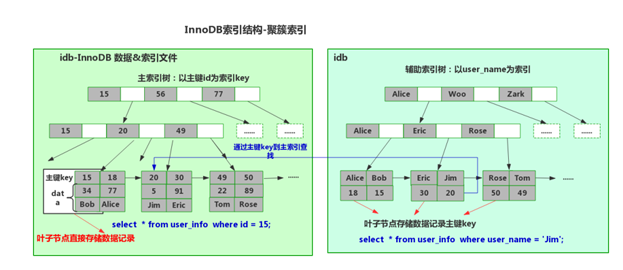 InnoDB索引结构-聚簇索引
idb-InnoDB 数据&索引文件
主索引树：以主键id为索引key
15 56 77
15 20 49 ...... ......
通过主键key到主索引查
找
主键key 15 18 20 30 49 50 ......
dat
a
34 77 5 91 22 89
Bob Alice Jim Eric Tom Rose
select * from user_info where id = 15;
叶子节点直接存储数据记录
idb
辅助索引树：以user_name为索引
Alice Woo Zark
Alice Eric Rose ...... ......
Alice Bob Eric Jim Rose Tom ......
18 15 30 20 50 49
叶子节点存储数据记录主键key
select * from user_info where user_name = 'Jim';